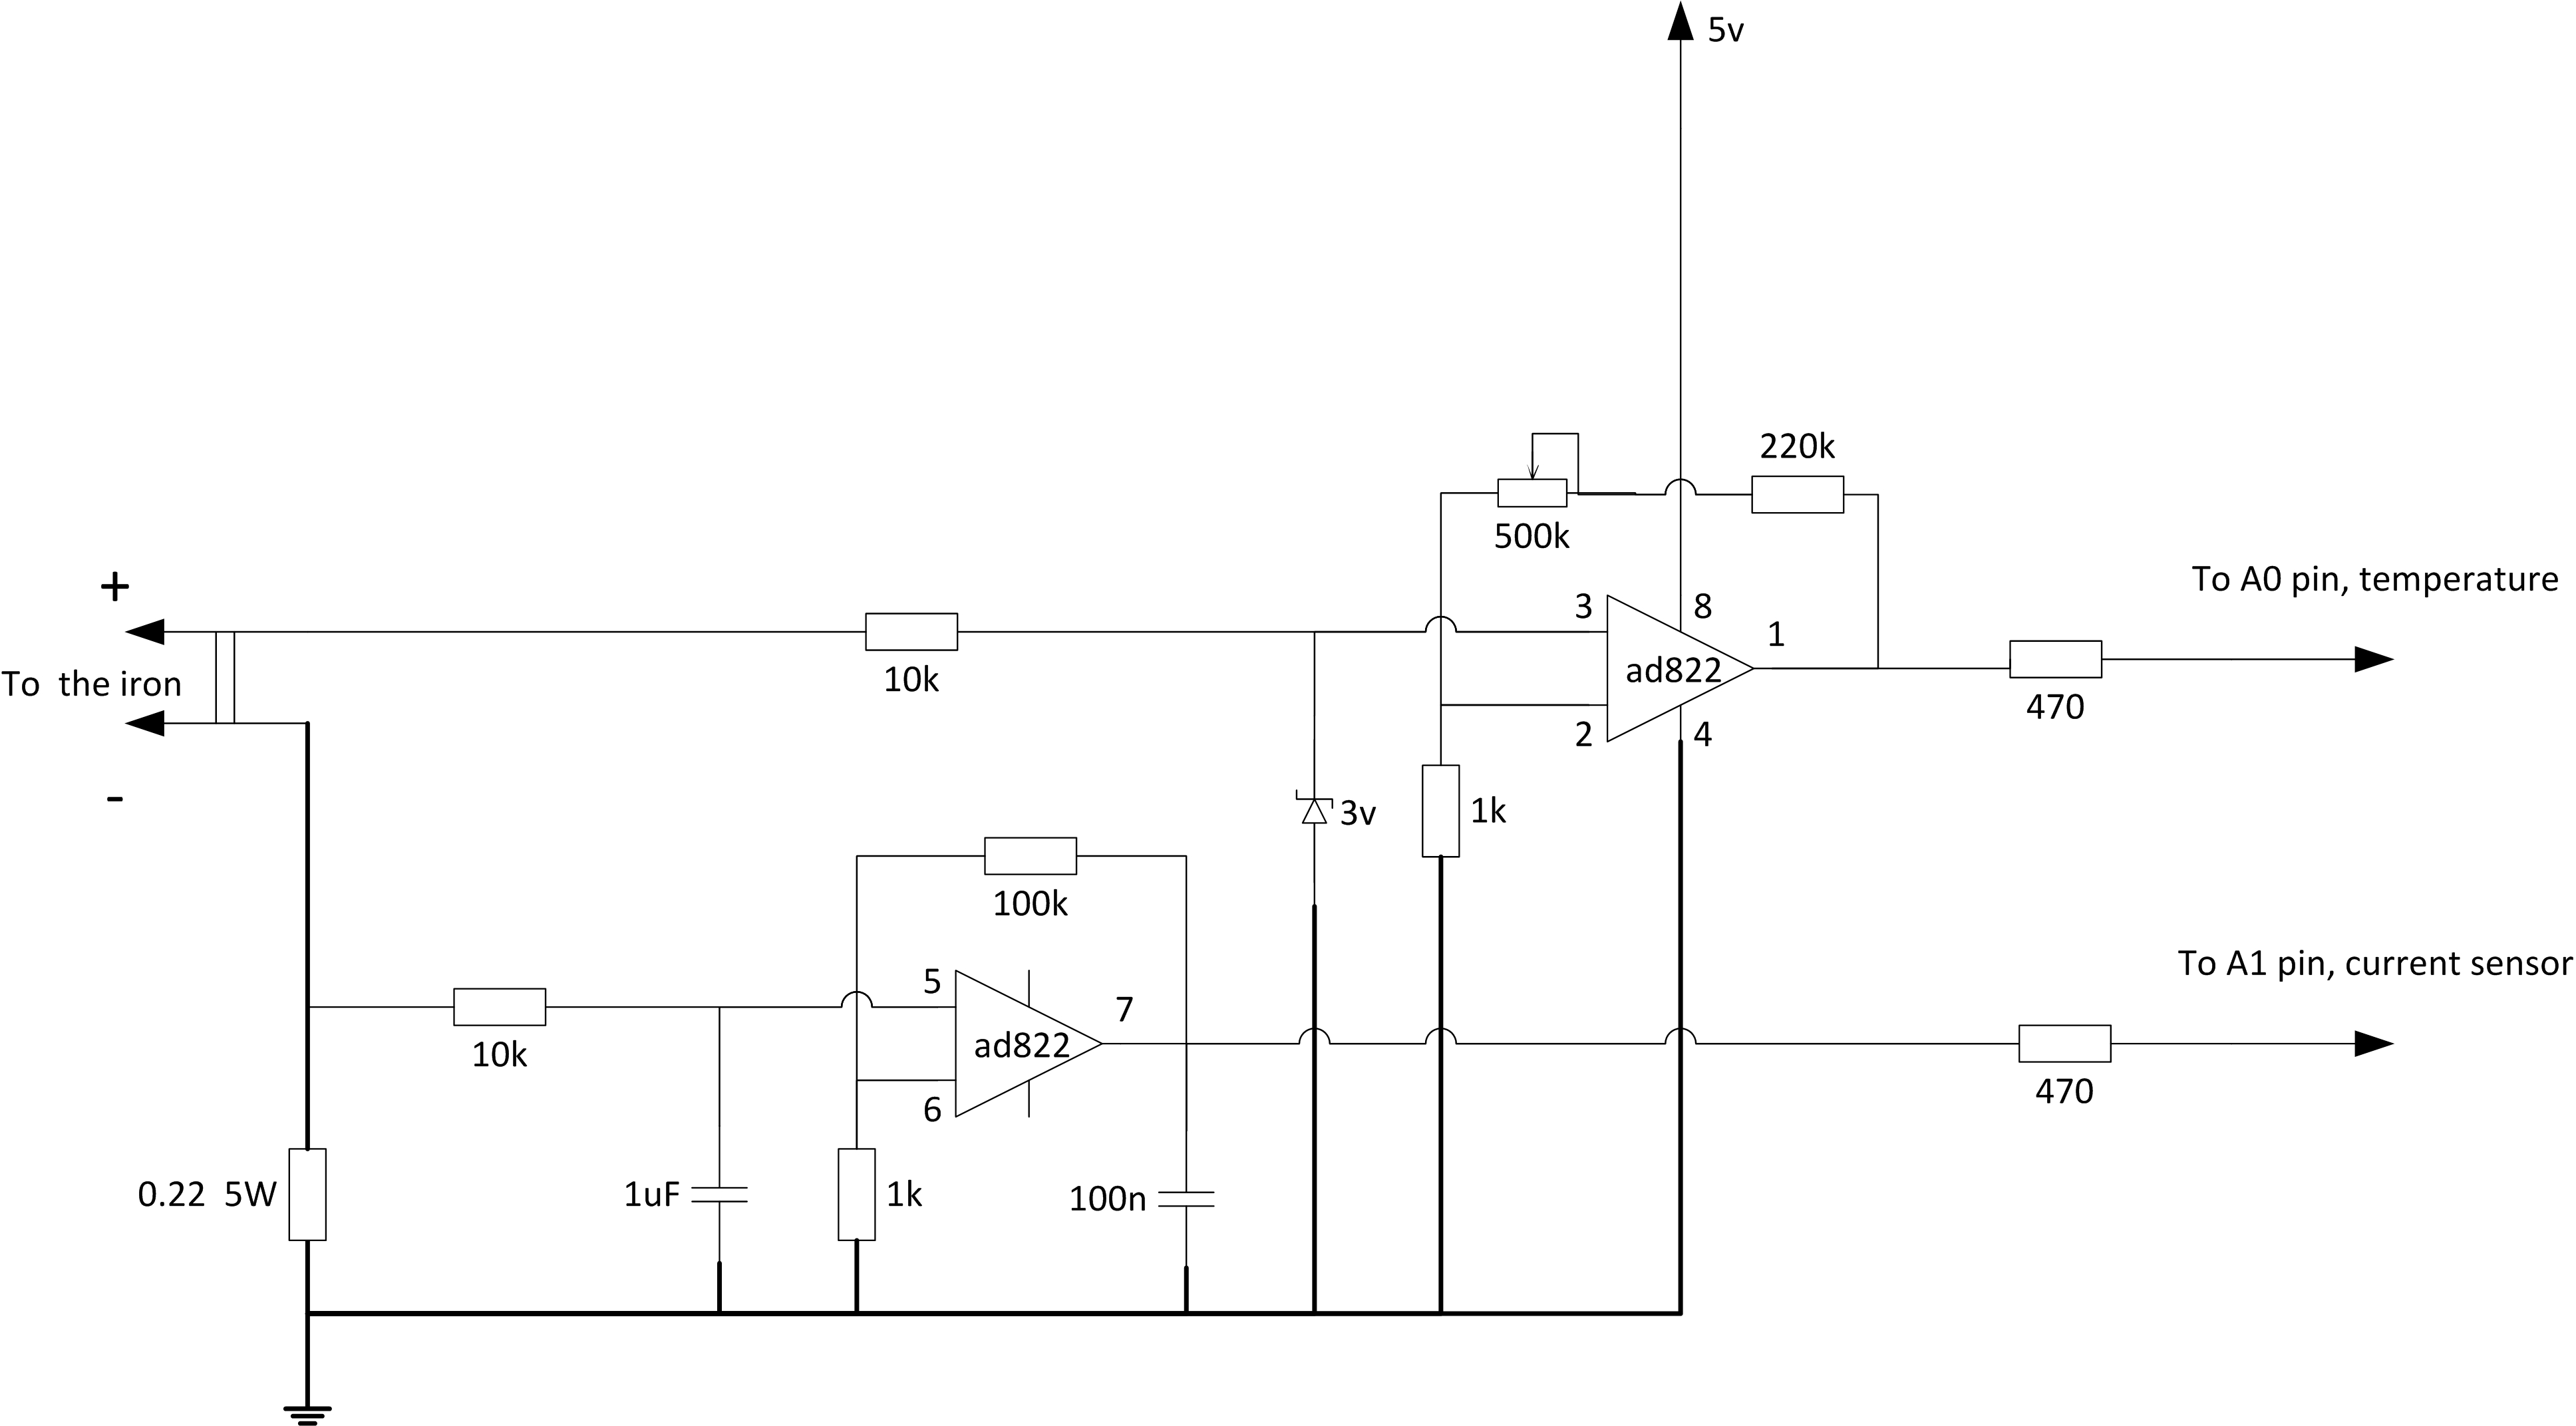 5v
220k
500k
+
To A0 pin, temperature
3
8
1
To  the iron
10k
ad822
470
2
4
-
3v
1k
100k
To A1 pin, current sensor
5
7
10k
ad822
6
470
0.22  5W
1uF
1k
100n